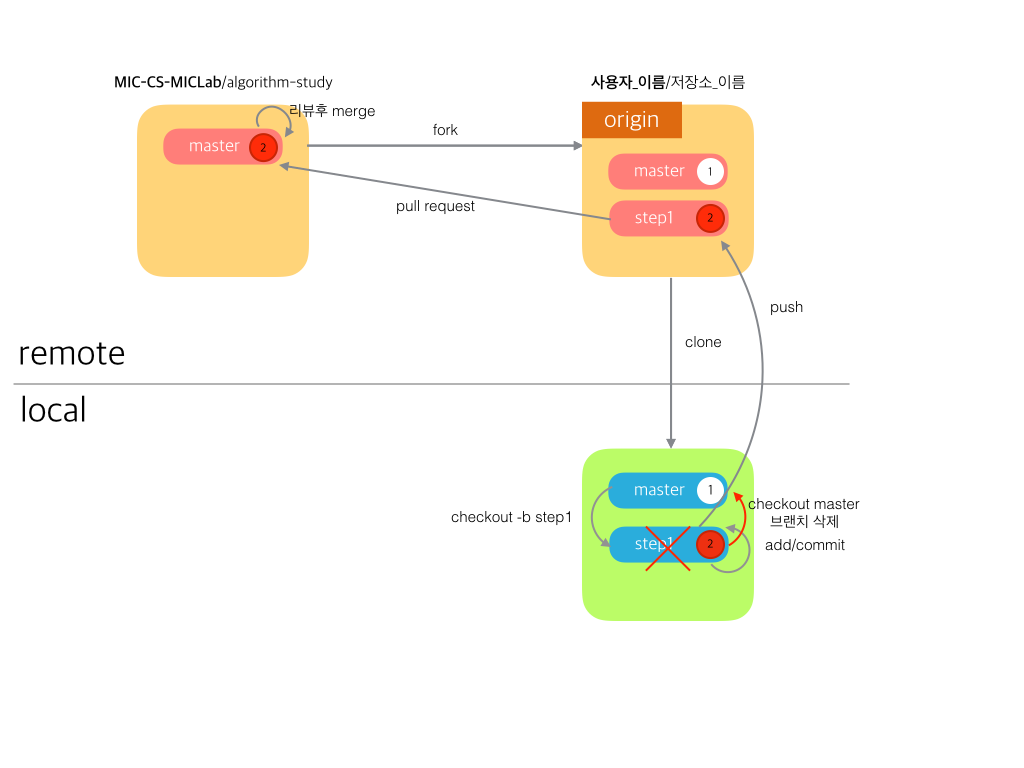 MIC-CS-MICLab/algorithm-study
리뷰후 merge
master 2
fork
pull request
사용자_이름/저장소_이름
origin
master 1
step1 2
push
clone
remote
local
master 1
checkout -b step1
step1 2
checkout master
브랜치 삭제
add/commit